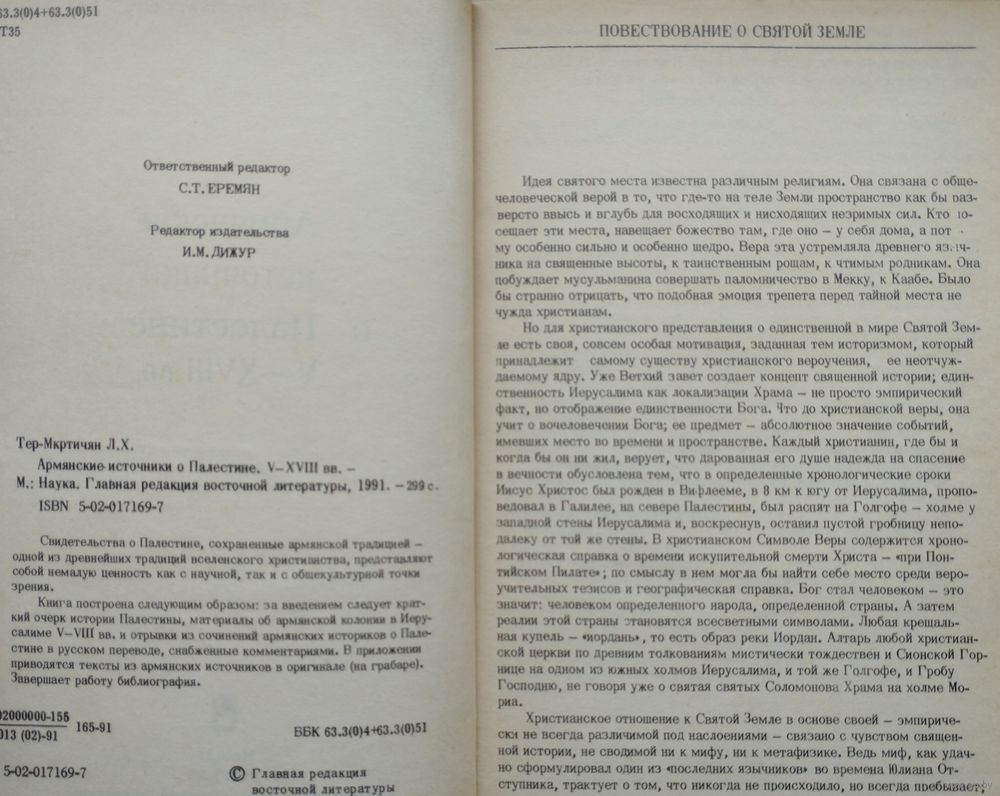 63.3(0)4+63.3(0)51
Т35
Ответственный редактор
С.Т. ЕРЕМЯН
Редактор издательства
И.М. ДИЖУР
Тер-Мкртичян Л.Х.
Армянские источники о Палестине. V–XVIII вв. –
М.: Наука. Главная редакция восточной литературы, 1991. – 299 с.
ISBN 5-02-017169-7
Свидетельства о Палестине, сохраненные армянской традицией –
одной из древнейших традиций вселенского христианства, представляют
собой немалую ценность как с научной, так и с общекультурной точки
зрения.
Книга построена следующим образом: за введением следует крат-
кий очерк истории Палестины, материалы об армянской колонии в Иеру-
салиме V–VIII вв. и отрывки из сочинений армянских историков о Пале-
стине в русском переводе, снабженные комментариями. В приложении
приводятся тексты из армянских источников в оригинале (на грабаре).
Завершает работу библиография.
02000000-155
013 (02)-91
165-91
ББК 63.3(0)4+63.3(0)51
5-02-017169-7
© Главная редакция
восточной литературы
ПОВЕСТВОВАНИЕ О СВЯТОЙ ЗЕМЛЕ
Идея святого места известна различным религиям. Она связана с обще-
человеческой верой в то, что где-то на теле Земли пространство как бы раз-
версто ввысь и вглубь для восходящих и нисходящих незримых сил. Кто
сещает эти места, навещает божество там, где оно – у себя дома, а пот
му особенно сильно и особенно щедро. Вера эта устремляла древнего
ника на священные высоты, к таинственным рощам, к чтимым родникам. Она
побуждает мусульманина совершать паломничество в Мекку, к Каабе. Было
бы странно отрицать, что подобная эмоция трепета перед тайной места не
чужда христианам.
Но для христианского представления о единственной в мире Святой Зем-
ле есть своя, совсем особая мотивация, заданная тем историзмом, который
принадлежит самому существу христианского вероучения, ее неотчуж-
даемому ядру. Уже Ветхий завет создает концепт священной истории; един-
ственность Иерусалима как локализации Храма – не просто эмпирический
факт, но отображение единственности Бога. Что до христианской веры, она
учит о вочеловечении Бога; ее предмет – абсолютное значение событий,
имевших место во времени и пространстве. Каждый христианин, где бы и
когда бы он ни жил, верует, что дарованная его душе надежда на спасение
в вечности обусловлена тем, что в определенные хронологические сроки
Иисус Христос был рожден в Вифлееме, в 8 км к югу от Иерусалима, пропо-
ведовал в Галилее, на севере Палестины, был распят на Голгофе – холме у
западной стены Иерусалима и, воскреснув, оставил пустой гробницу непо-
далеку от той же стены. В христианском Символе Веры содержится хроно-
логическая справка о времени искупительной смерти Христа – «при Пон-
тийском Пилате»; по смыслу в нем могла бы найти себе место среди веро-
учительных тезисов и географическая справка. Бог стал человеком – это
значит: человеком определенного народа, определенной страны. А затем
реалии этой страны становятся всесветными символами. Любая крещаль-
ная купель – «иордань», то есть образ реки Иордан. Алтарь любой христиан-
ской церкви по древним толкованиям мистически тождествен и Сионской Гор-
нице на одном из южных холмов Иерусалима, и той же Голгофе, и Гробу
Господню, не говоря уже о святая святых Соломонова Храма на холме Мо-
риа.
Христианское отношение к Святой Земле в основе своей – эмпириче-
ски не всегда различимой под наслоениями – связано с чувством священ-
ной истории, не сводимой ни к мифу, ни к метафизике. Ведь миф, как удач-
но сформулировал один из «последних язычников» во времена Юлиана От-
ступника, трактует о том, что никогда не происходило, но всегда пребывает;